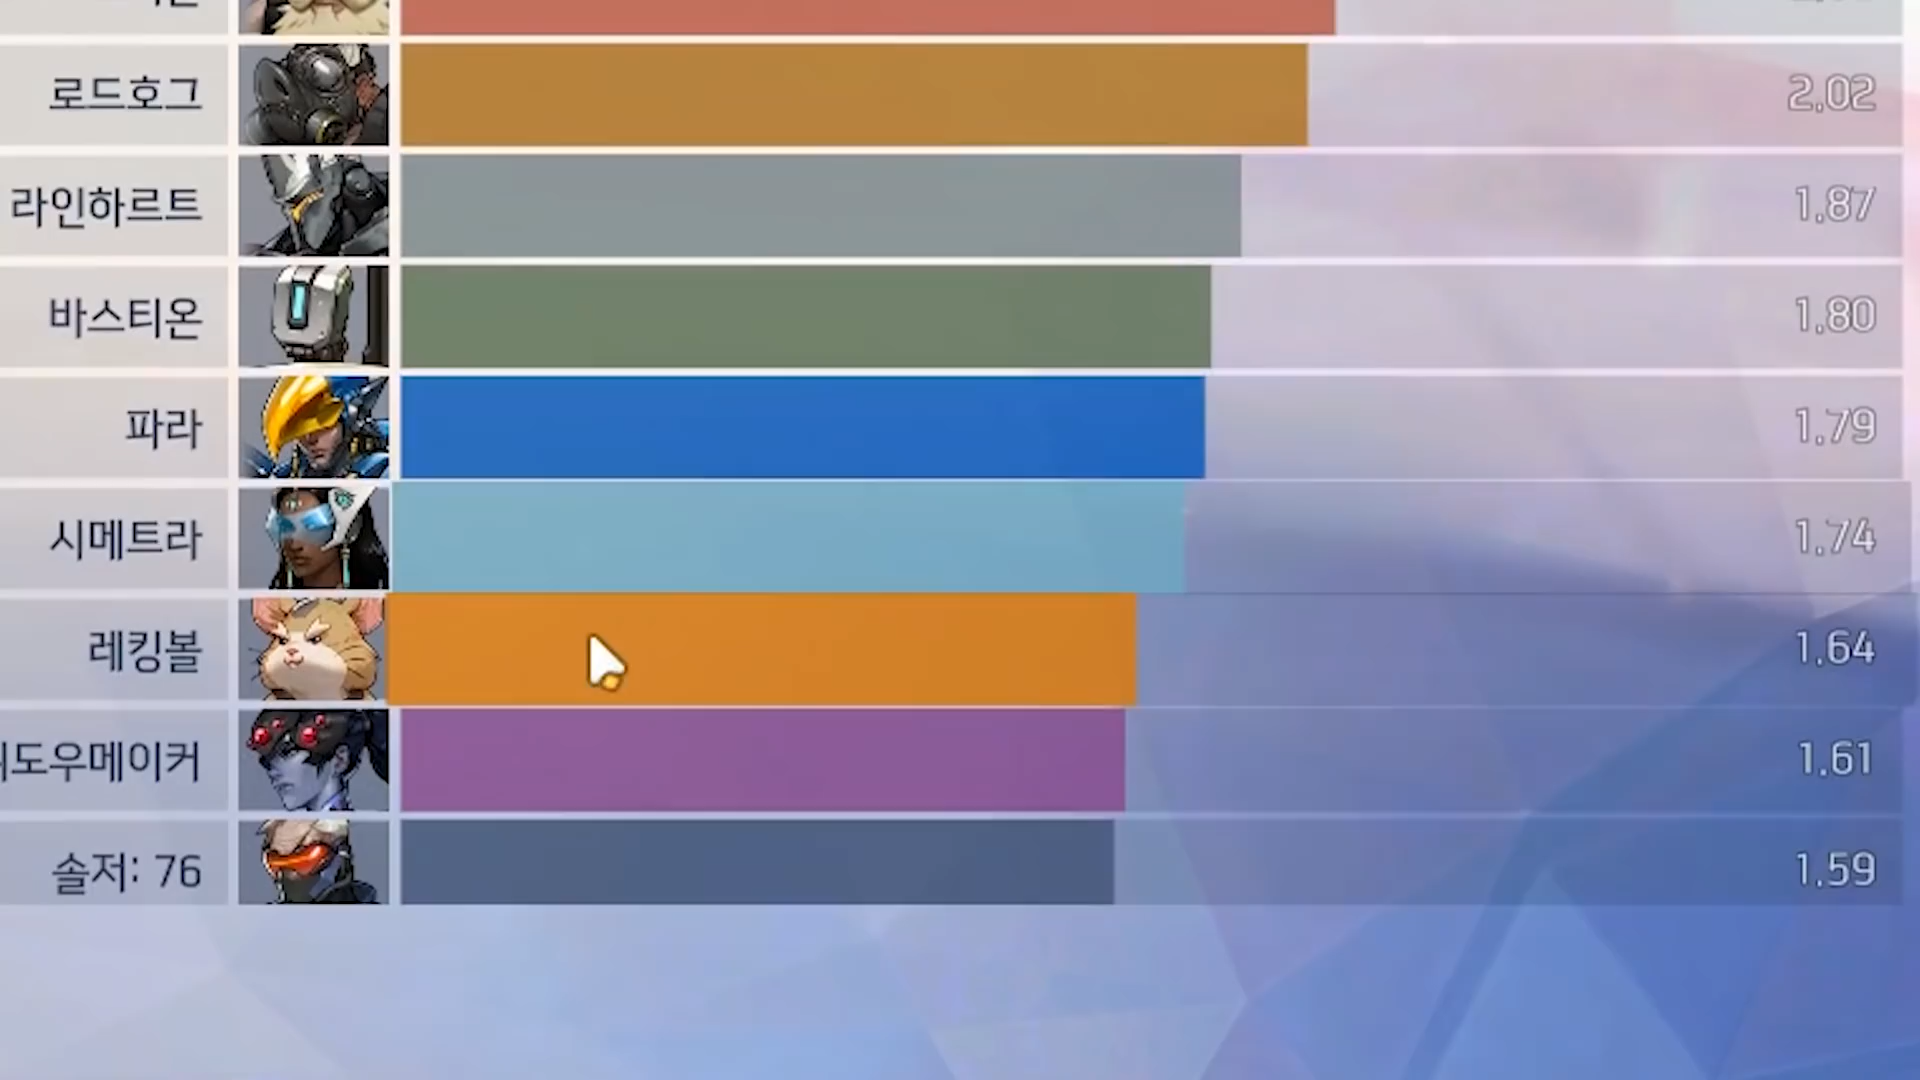 로드호그 2.02
라인하르트 1.87
바스티온 1.80
파라 1.79
시메트라 1.74
레킹볼 1.64
도우메이커 1.61
솔저: 76 1.59